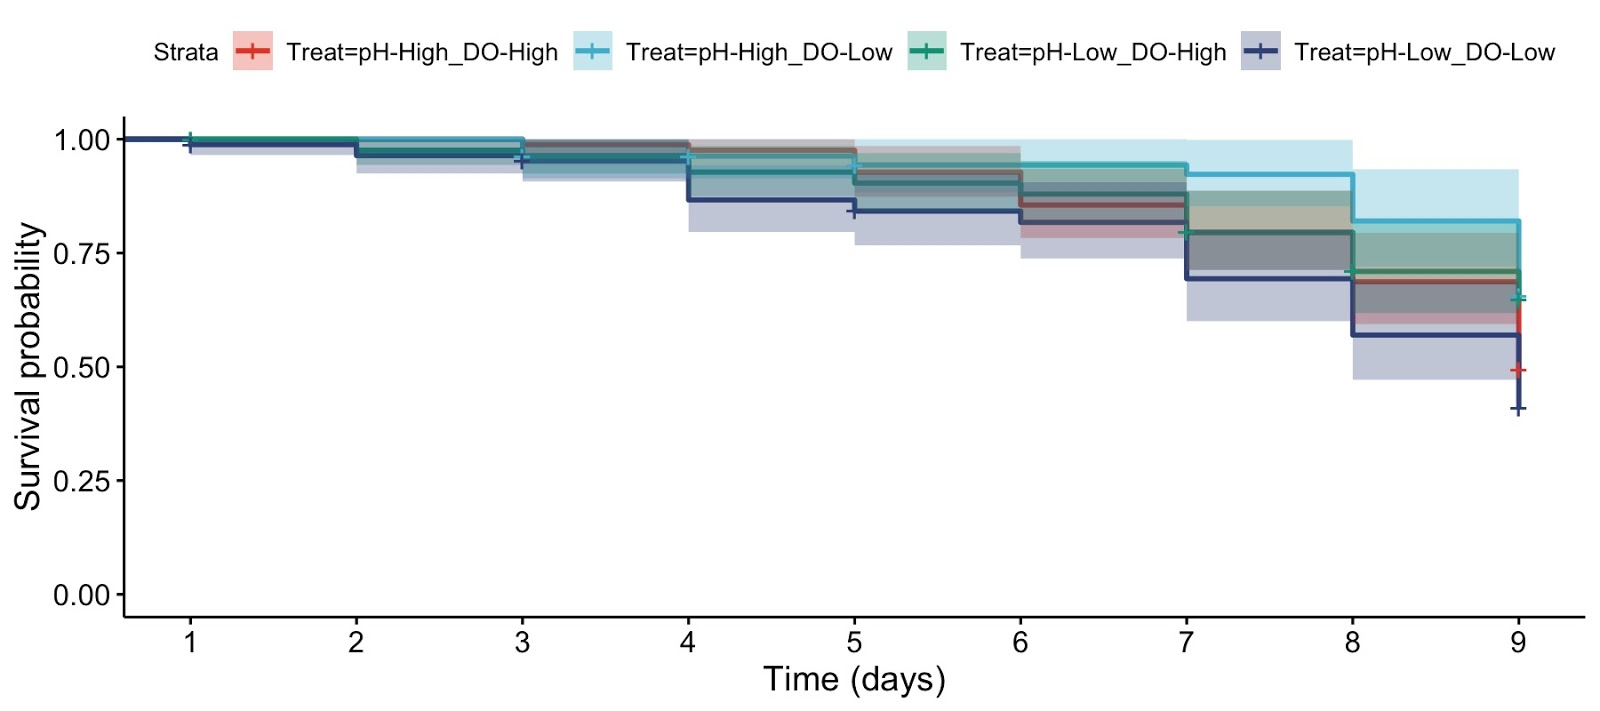 Strata Treat=pH-High_DO-High Treat=pH-High_DO-Low Treat=pH-Low_DO-High Treat=pH-Low_DO-Low
Survival probability
1.00
0.75
0.50
0.25
0.00
1 2 3 4 5 6 7 8 9
Time (days)